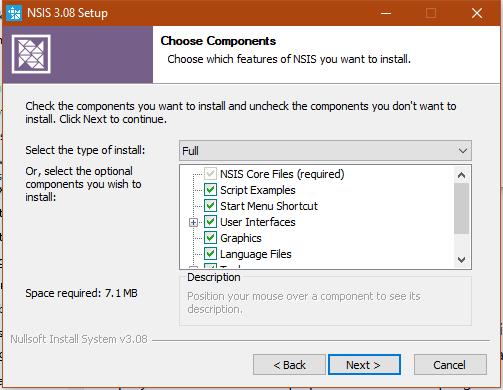 NSIS 3.08 Setup
Choose Components
Choose which features of NSIS you want to install.
Check the components you want to install and uncheck the components you don't want to
install. Click Next to continue.
Select the type of install:
Full
Or, select the optional
components you wish to
install:
NSIS Core Files (required)
Script Examples
Start Menu Shortcut
User Interfaces
Graphics
Language Files
Space required: 7.1 MB
Description
Position your mouse over a component to see its
description.
Nullsoft Install System v3.08
< Back
Next >
Cancel